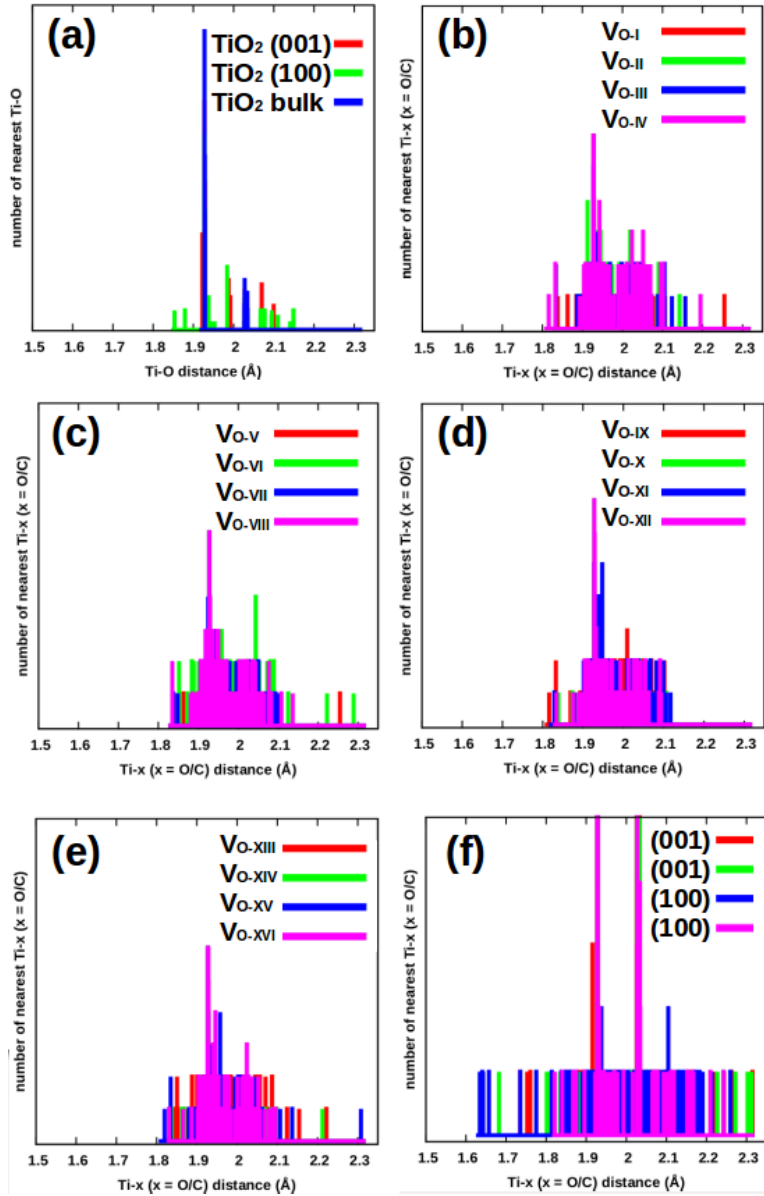 (a)
TiO2 (001)
TiO2 (100)
TiO2 bulk
number of nearest Ti-O
1.5 1.6 1.7 1.8 1.9 2 2.1 2.2 2.3
Ti-O distance (Å)
(b)
VO-I
VO-II
VO-III
VO-IV
number of nearest Ti-x (x = O/C)
1.5 1.6 1.7 1.8 1.9 2 2.1 2.2 2.3
Ti-x (x = O/C) distance (Å)
(c)
VO-V
VO-VI
VO-VII
VO-VIII
number of nearest Ti-x (x = O/C)
1.5 1.6 1.7 1.8 1.9 2 2.1 2.2 2.3
Ti-x (x = O/C) distance (Å)
(d)
VO-IX
VO-X
VO-XI
VO-XII
number of nearest Ti-x (x = O/C)
1.5 1.6 1.7 1.8 1.9 2 2.1 2.2 2.3
Ti-x (x = O/C) distance (Å)
(e)
VO-XIII
VO-XIV
VO-XV
VO-XVI
number of nearest Ti-x (x = O/C)
1.5 1.6 1.7 1.8 1.9 2 2.1 2.2 2.3
Ti-x (x = O/C) distance (Å)
(f)
(001)
(001)
(100)
(100)
number of nearest Ti-x (x = O/C)
1.5 1.6 1.7 1.8 1.9 2 2.1 2.2 2.3
Ti-x (x = O/C) distance (Å)